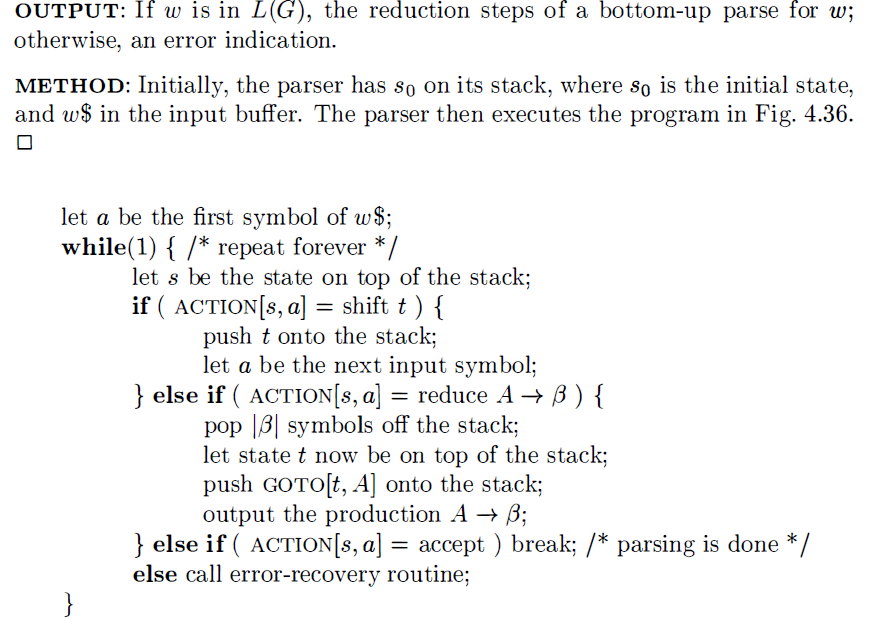 OUTPUT: If w is in L(G), the reduction steps of a bottom-up parse for w;
otherwise, an error indication.
METHOD: Initially, the parser has s₀ on its stack, where s₀ is the initial state,
and w$ in the input buffer. The parser then executes the program in Fig. 4.36.
□
let a be the first symbol of w$;
while(1) { /* repeat forever */
let s be the state on top of the stack;
if ( ACTION[s, a] = shift t ) {
push t onto the stack;
let a be the next input symbol;
} else if ( ACTION[s, a] = reduce A → β ) {
pop |β| symbols off the stack;
let state t now be on top of the stack;
push GOTO[t, A] onto the stack;
output the production A → β;
} else if ( ACTION[s, a] = accept ) break; /* parsing is done */
else call error-recovery routine;
}